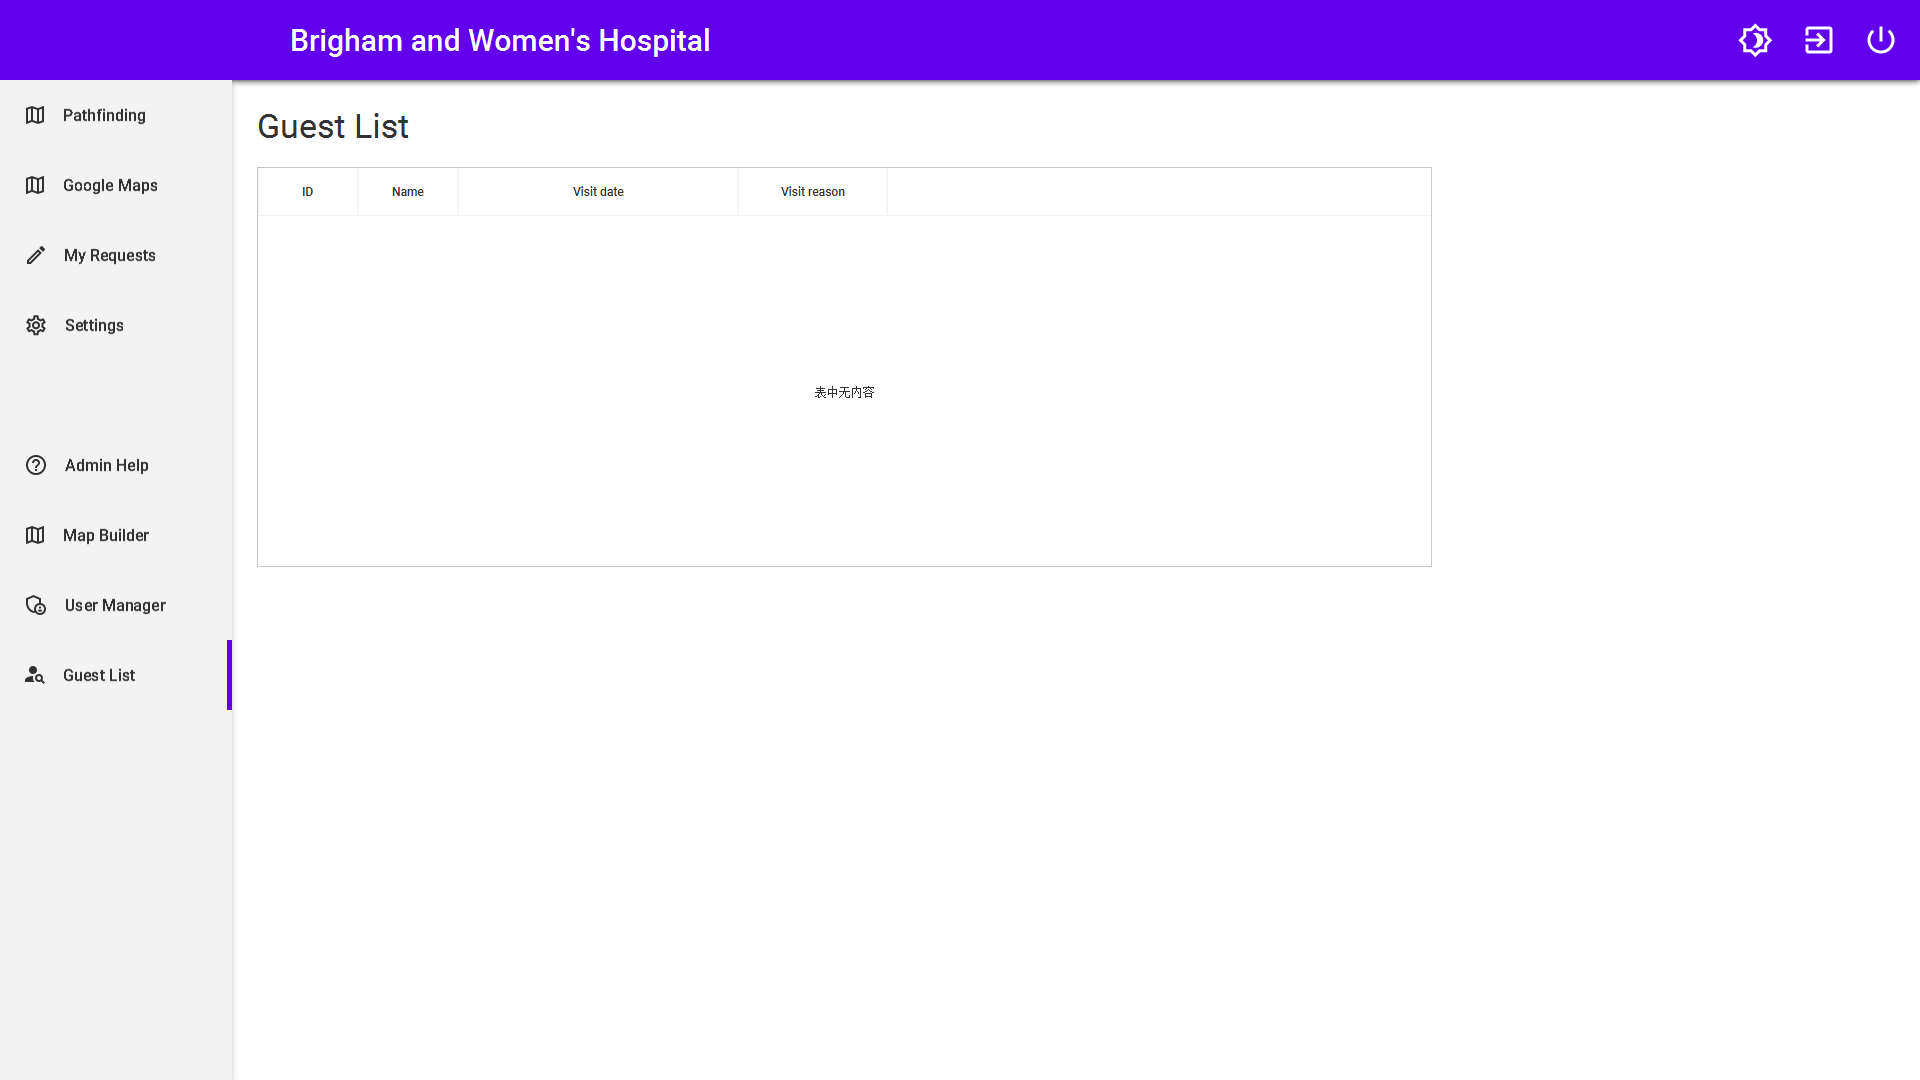 Brigham and Women's Hospital
Pathfinding
Google Maps
My Requests
Settings
Admin Help
Map Builder
User Manager
Guest List
Guest List
ID Name Visit date Visit reason
表中无内容